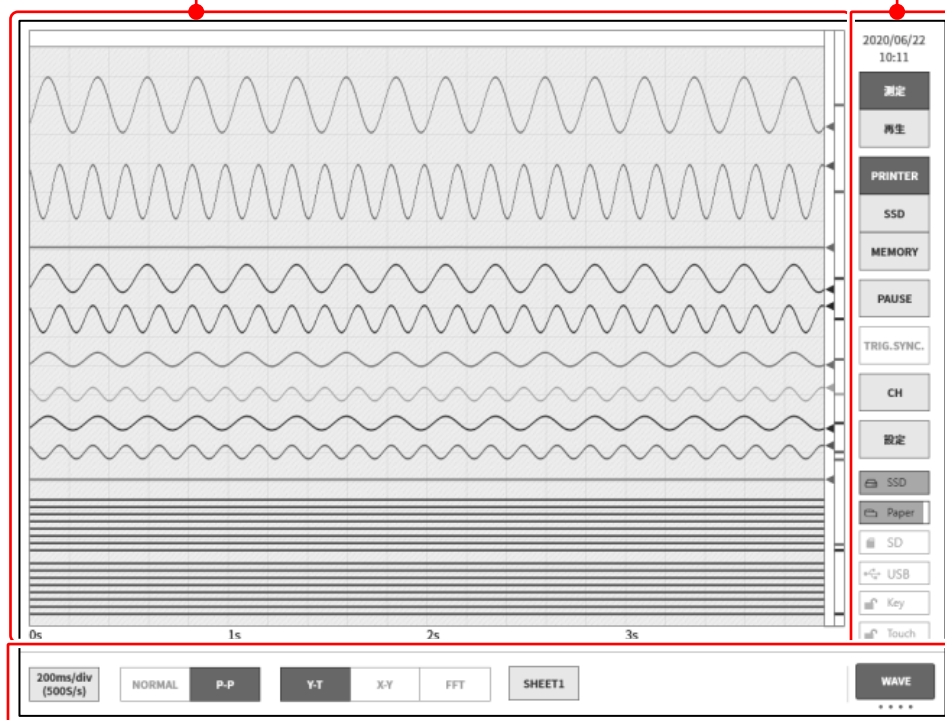 2020/06/22
10:11
測定
再生
PRINTER
SSD
MEMORY
PAUSE
TRIG.SYNC.
CH
設定
SSD
Paper
SD
USB
Key
Touch
0s 1s 2s 3s
200ms/div
(500S/s)
NORMAL P-P Y-T X-Y FFT SHEET1 WAVE